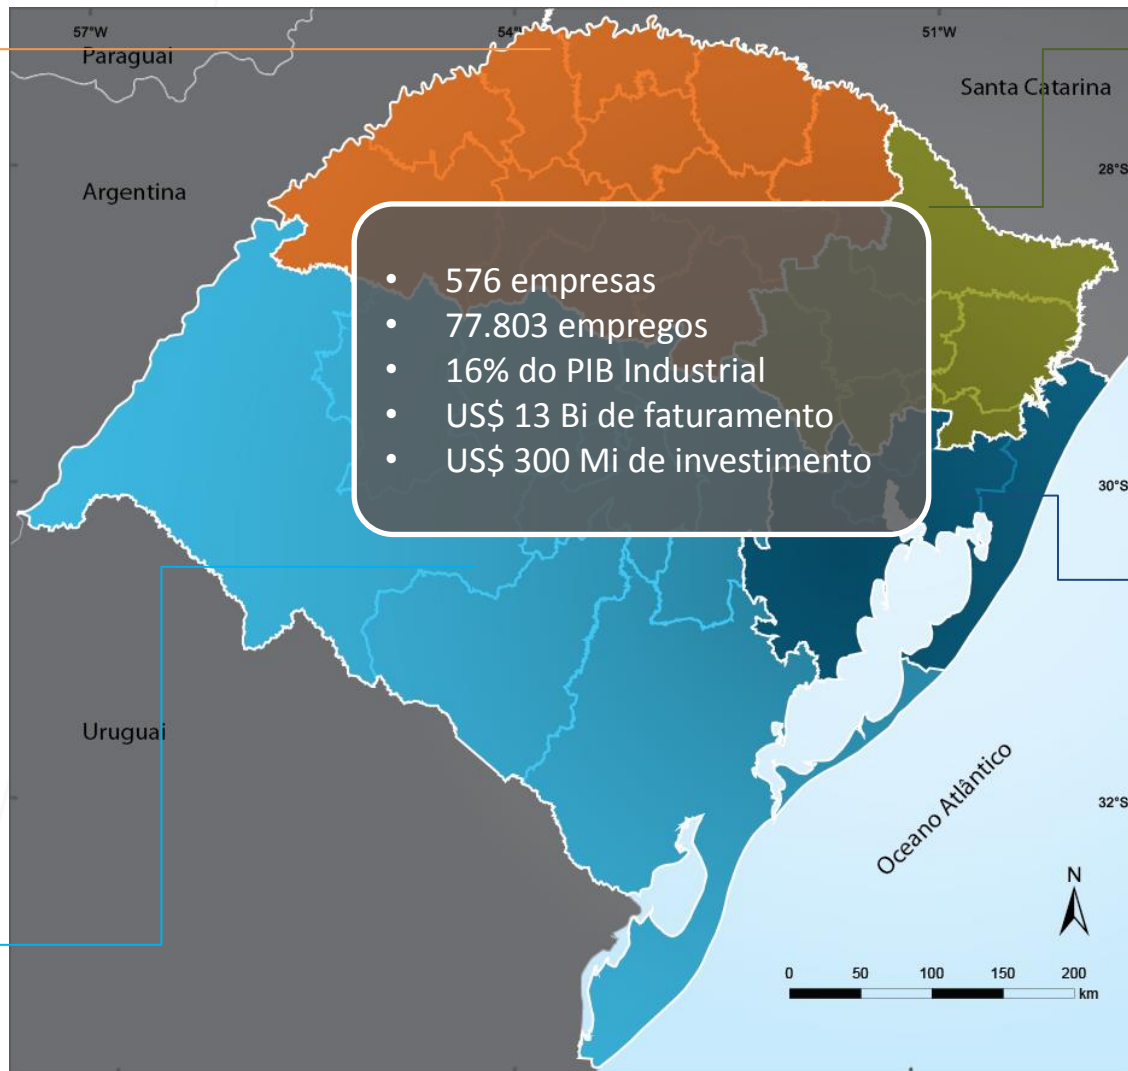 57°W
54°
51°W
Paraguai
Santa Catarina
28°S
Argentina
• 576 empresas
• 77.803 empregos
• 16% do PIB Industrial
• US$ 13 Bi de faturamento
• US$ 300 Mi de investimento
30°S
Uruguai
32°S
Oceano Atlântico
N
0 50 100 150 200
km